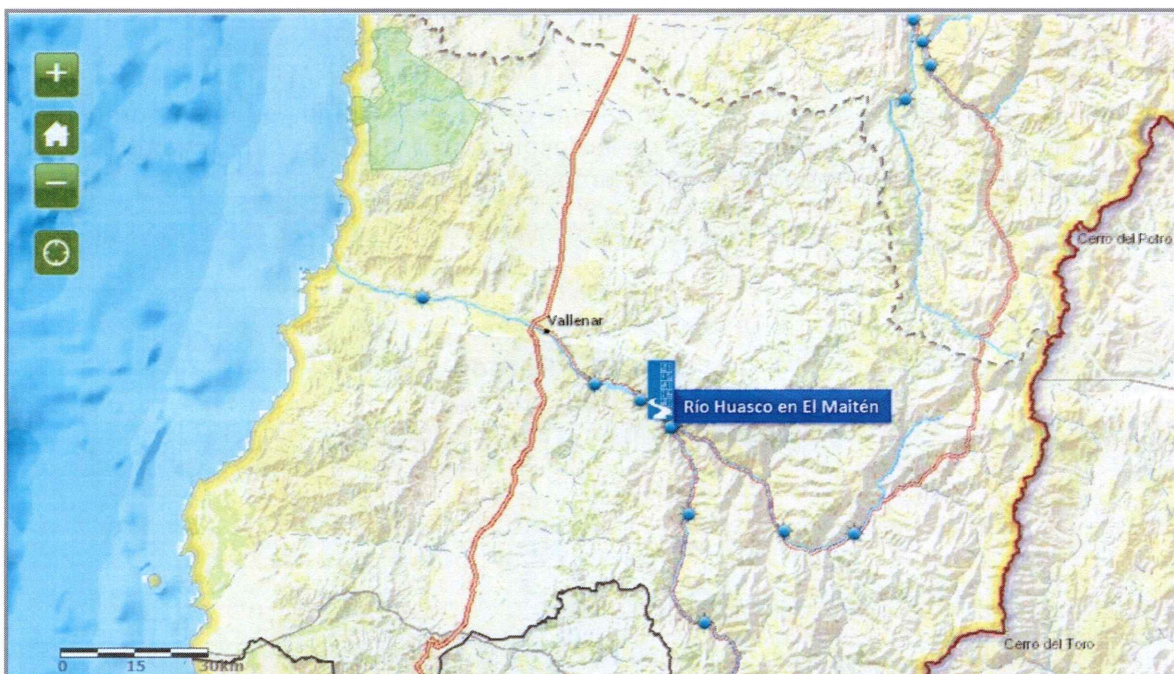 +
−
Cerro del Potro
Vallenar
Río Huasco en El Maitén
Cerro del Toro
0 15 30km